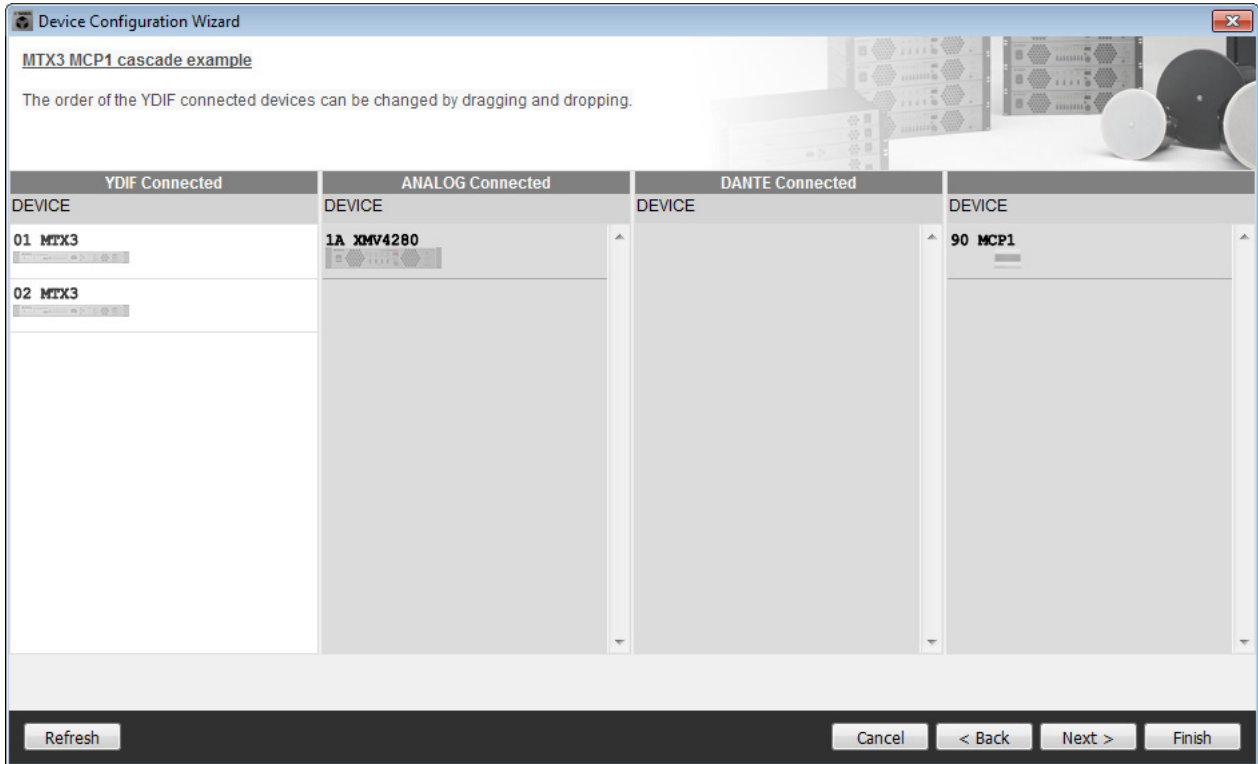 Device Configuration Wizard
MTX3 MCP1 cascade example
The order of the YDIF connected devices can be changed by dragging and dropping.
YDIF Connected ANALOG Connected DANTE Connected
DEVICE DEVICE DEVICE DEVICE
01 MTX3 1A XMV4280 90 MCP1
02 MTX3
Refresh Cancel < Back Next > Finish